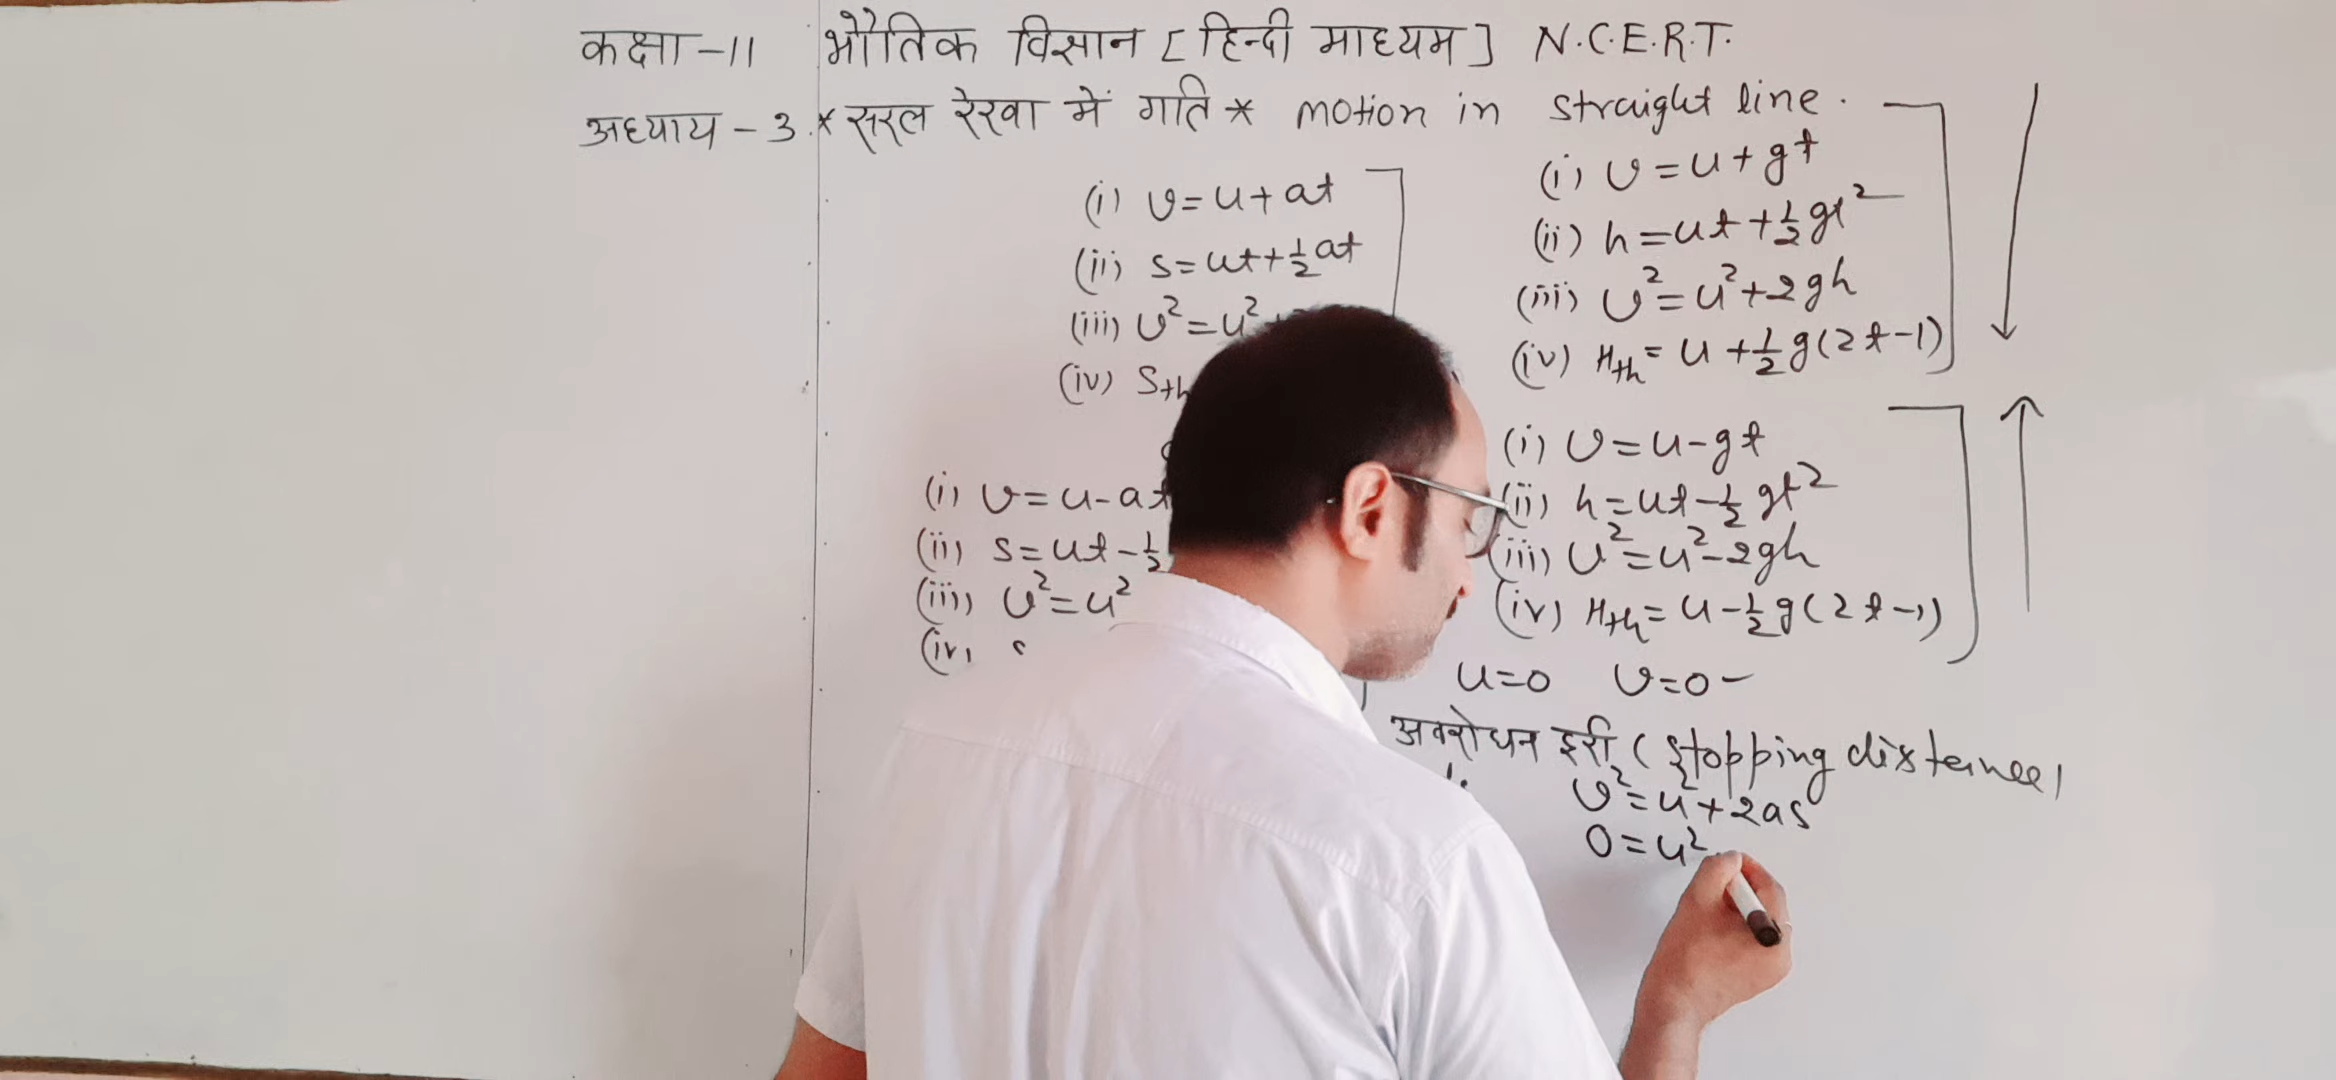 कक्षा -11 भौतिक विज्ञान [ हिन्दी माध्यम ] N.C.E.R.T.
अध्याय - 3 * सरल रेखा में गति * motion in straight line.
(i) v=u+at
(ii) s=ut+½at
(iii) v²=u²
(iv) Sth
(i) v=u-at
(ii) s=ut-½
(iii) v²=u²
(iv)
(i) v=u+gt
(ii) h=ut+½gt²
(iii) v²=u²+2gh
(iv) Hth=u+½g(2t-1)
(i) v=u-gt
(ii) h=ut-½gt²
(iii) v²=u²-2gh
(iv) Hth=u-½g(2t-1)
u=0 v=0-
अवरोधन दूरी (stopping distance)
v²=u²+2as
0=u²